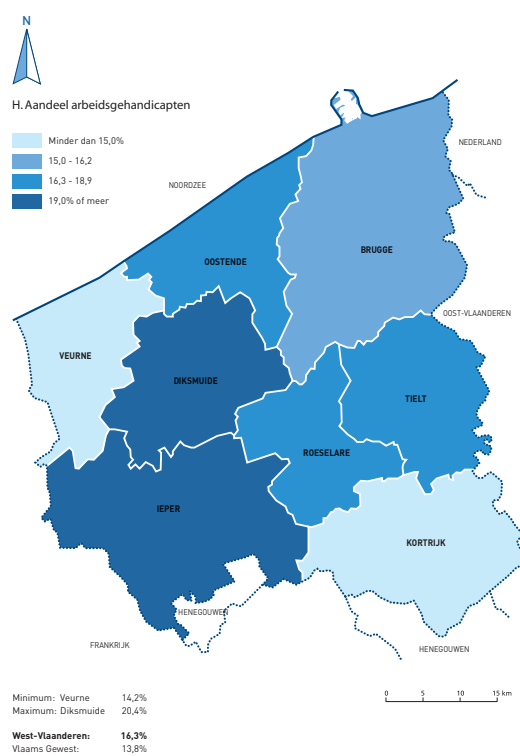 N
H. Aandeel arbeidsgehandicapten
Minder dan 15,0%
15,0 - 16,2
16,3 - 18,9
19,0% of meer
NOORDZEE
NEDERLAND
OOSTENDE
BRUGGE
OOST-VLAANDEREN
VEURNE
DIKSMUIDE
TIELT
ROESELARE
IEPER
KORTRIJK
HENEGOUWEN
FRANKRIJK
HENEGOUWEN
0 5 10 15 km
Minimum: Veurne 14,2%
Maximum: Diksmuide 20,4%
West-Vlaanderen: 16,3%
Vlaams Gewest: 13,8%